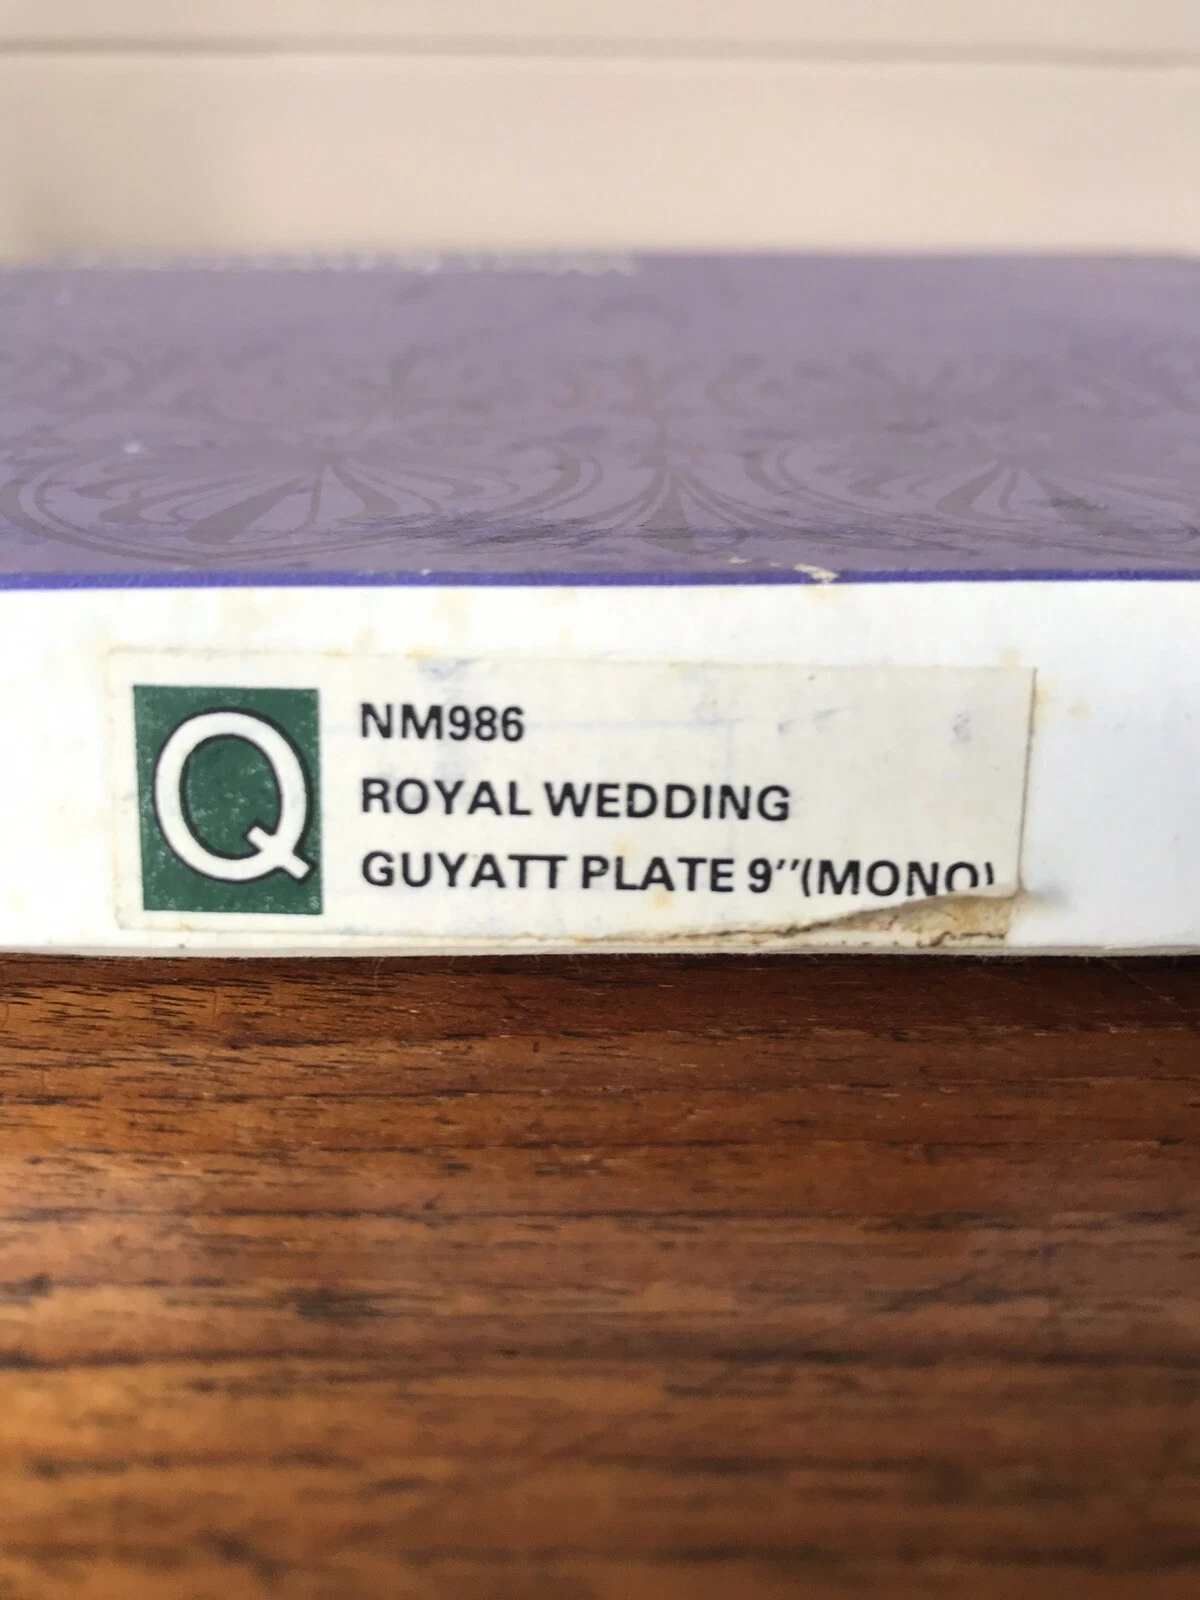 Q
NM986
ROYAL WEDDING
GUYATT PLATE 9"(MONO)